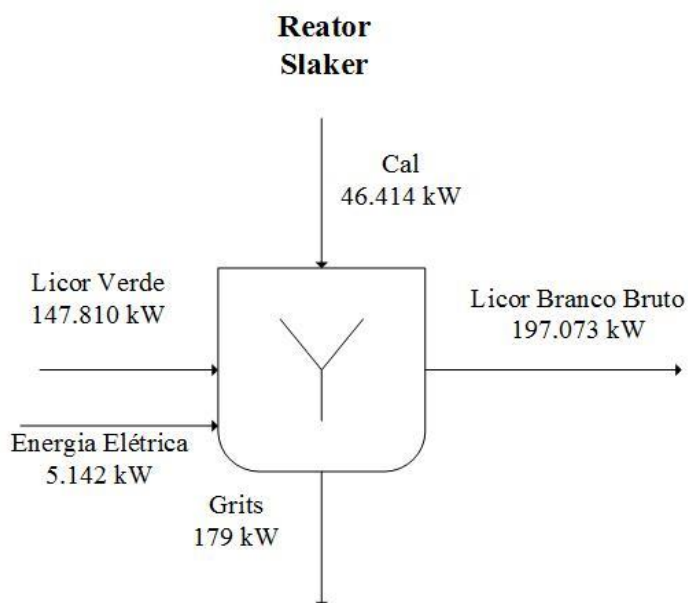 Reator
Slaker
Cal
46.414 kW
Licor Verde
147.810 kW
Licor Branco Bruto
197.073 kW
Energia Elétrica
5.142 kW
Grits
179 kW